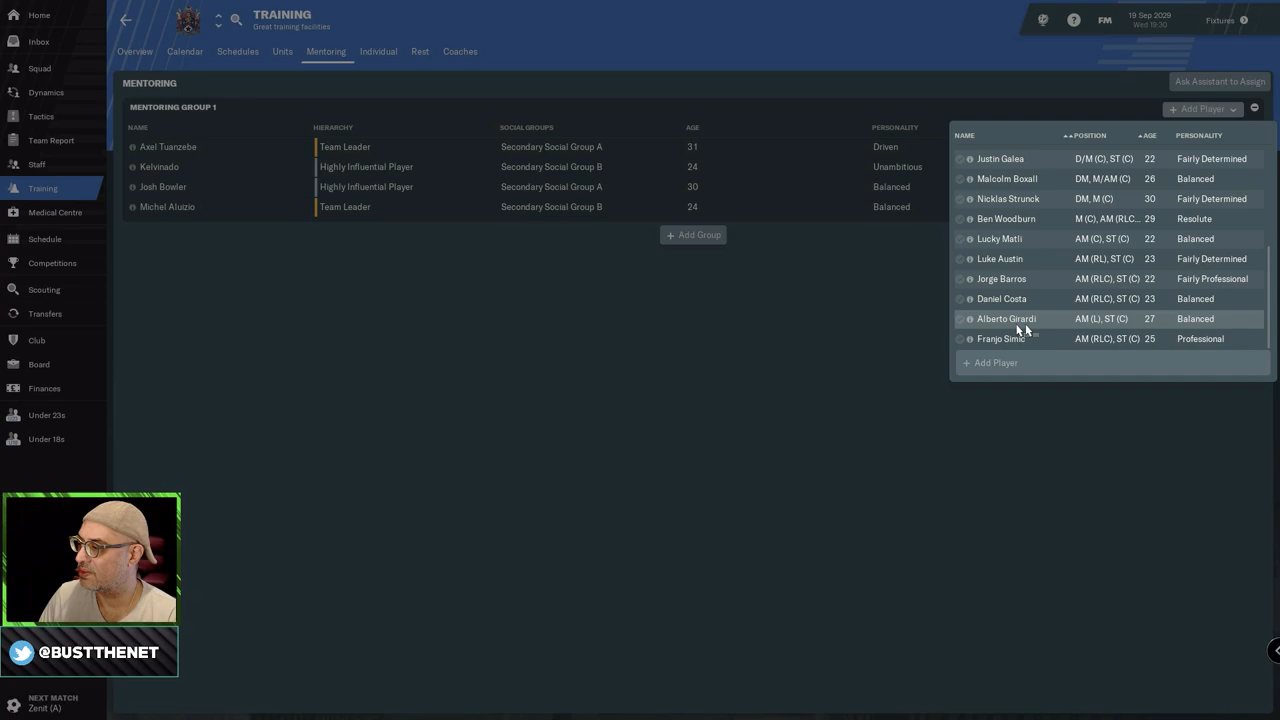 Home
Inbox
Squad
Dynamics
Tactics
Team Report
Staff
Training
Medical Centre
Schedule
Competitions
Scouting
Transfers
Club
Board
Finances
Under 23s
Under 18s
NEXT MATCH
Zenit (A)
TRAINING
Great training facilities
? FM 19 Sep 2029
Wed 19:30
Fixtures
Overview Calendar Schedules Units Mentoring Individual Rest Coaches
MENTORING
Ask Assistant to Assign
MENTORING GROUP 1
+ Add Player
NAME HIERARCHY SOCIAL GROUPS AGE PERSONALITY
Axel Tuanzebe Team Leader Secondary Social Group A 31 Driven
Kelvinado Highly Influential Player Secondary Social Group B 24 Unambitious
Josh Bowler Highly Influential Player Secondary Social Group A 30 Balanced
Michel Aluizio Team Leader Secondary Social Group B 24 Balanced
+ Add Group
NAME POSITION AGE PERSONALITY
Justin Galea D/M (C), ST (C) 22 Fairly Determined
Malcolm Boxall DM, M/AM (C) 26 Balanced
Nicklas Strunck DM, M (C) 30 Fairly Determined
Ben Woodburn M (C), AM (RLC... 29 Resolute
Lucky Matli AM (C), ST (C) 22 Balanced
Luke Austin AM (RL), ST (C) 23 Fairly Determined
Jorge Barros AM (RLC), ST (C) 22 Fairly Professional
Daniel Costa AM (RLC), ST (C) 23 Balanced
Alberto Girardi AM (L), ST (C) 27 Balanced
Franjo Simic AM (RLC), ST (C) 25 Professional
+ Add Player
@BUSTTHENET